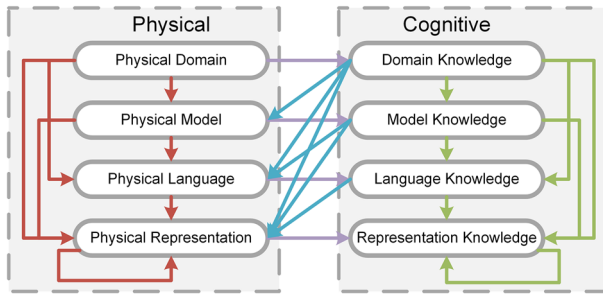 Physical
Cognitive
Physical Domain
Domain Knowledge
Physical Model
Model Knowledge
Physical Language
Language Knowledge
Physical Representation
Representation Knowledge